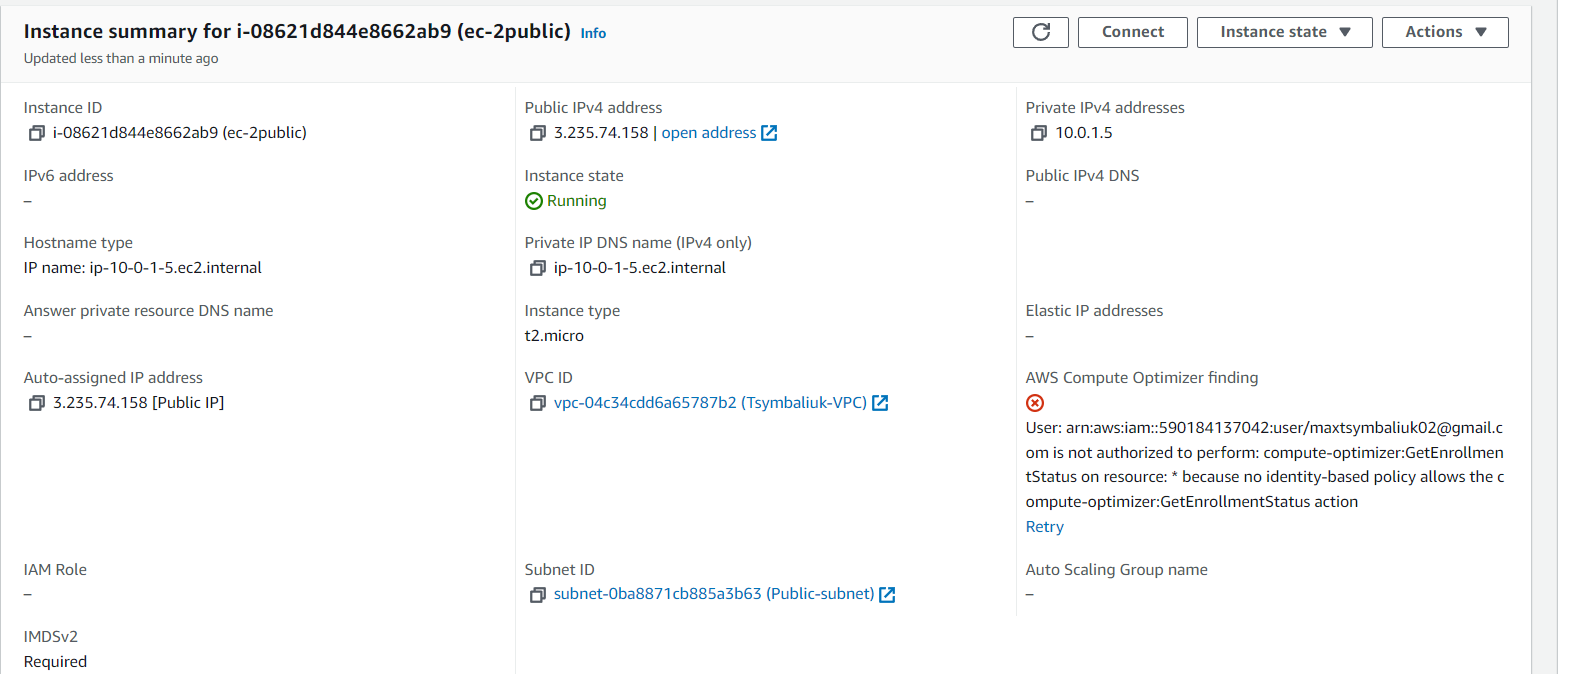 Instance summary for i-08621d844e8662ab9 (ec-2public) Info
Updated less than a minute ago
Connect
Instance state
Actions
Instance ID
i-08621d844e8662ab9 (ec-2public)
Public IPv4 address
3.235.74.158 | open address
Private IPv4 addresses
10.0.1.5
IPv6 address
–
Instance state
Running
Public IPv4 DNS
–
Hostname type
IP name: ip-10-0-1-5.ec2.internal
Private IP DNS name (IPv4 only)
ip-10-0-1-5.ec2.internal
Answer private resource DNS name
–
Instance type
t2.micro
Elastic IP addresses
–
Auto-assigned IP address
3.235.74.158 [Public IP]
VPC ID
vpc-04c34cdd6a65787b2 (Tsymbaliuk-VPC)
AWS Compute Optimizer finding
User: arn:aws:iam::590184137042:user/maxtsymbaliuk02@gmail.c
om is not authorized to perform: compute-optimizer:GetEnrollmen
tStatus on resource: * because no identity-based policy allows the c
ompute-optimizer:GetEnrollmentStatus action
Retry
IAM Role
–
Subnet ID
subnet-0ba8871cb885a3b63 (Public-subnet)
Auto Scaling Group name
–
IMDSv2
Required